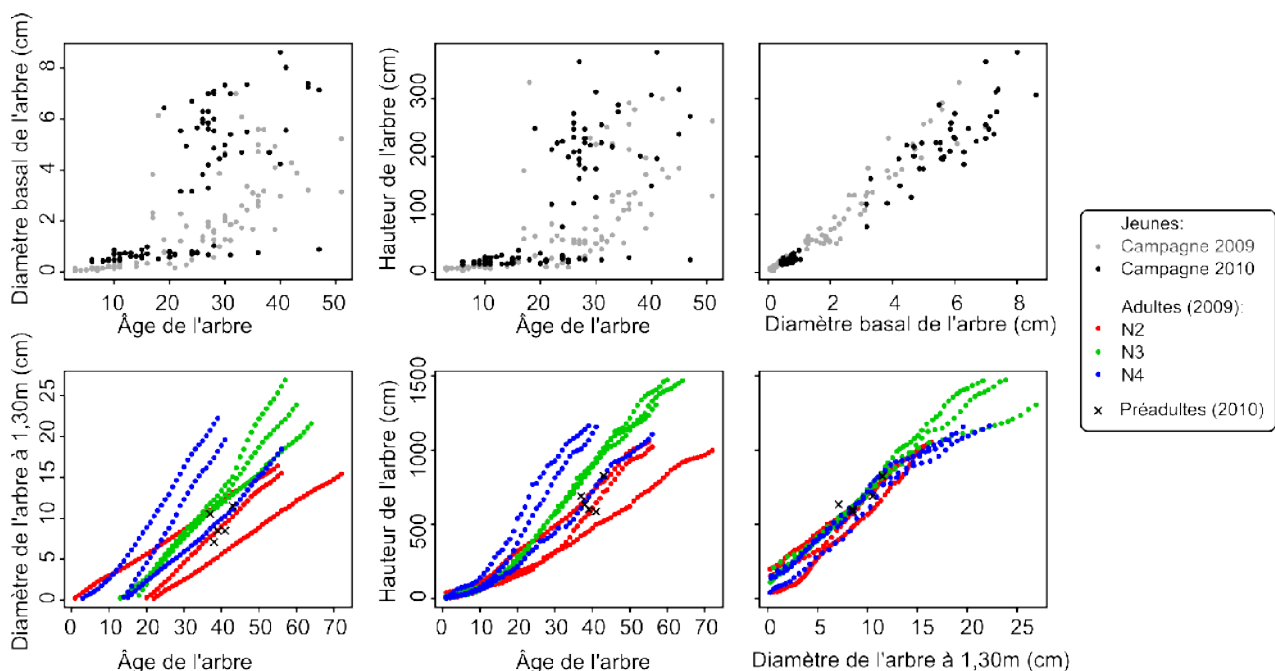 Diamètre basal de l'arbre (cm)
0 2 4 6 8
10 20 30 40 50
Âge de l'arbre
Hauteur de l'arbre (cm)
0 100 200 300
10 20 30 40 50
Âge de l'arbre
0 2 4 6 8
Diamètre basal de l'arbre (cm)
Jeunes:
Campagne 2009
Campagne 2010
Adultes (2009):
N2
N3
N4
Préadultes (2010)
Diamètre de l'arbre à 1,30m (cm)
0 5 10 15 20 25
0 10 20 30 40 50 60 70
Âge de l'arbre
Hauteur de l'arbre (cm)
0 500 1000 1500
0 10 20 30 40 50 60 70
Âge de l'arbre
0 5 10 15 20 25
Diamètre de l'arbre à 1,30m (cm)